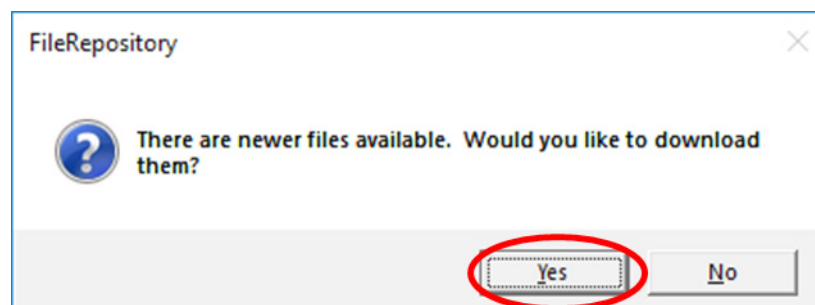 FileRepository
There are newer files available.  Would you like to download
them?
Yes
No